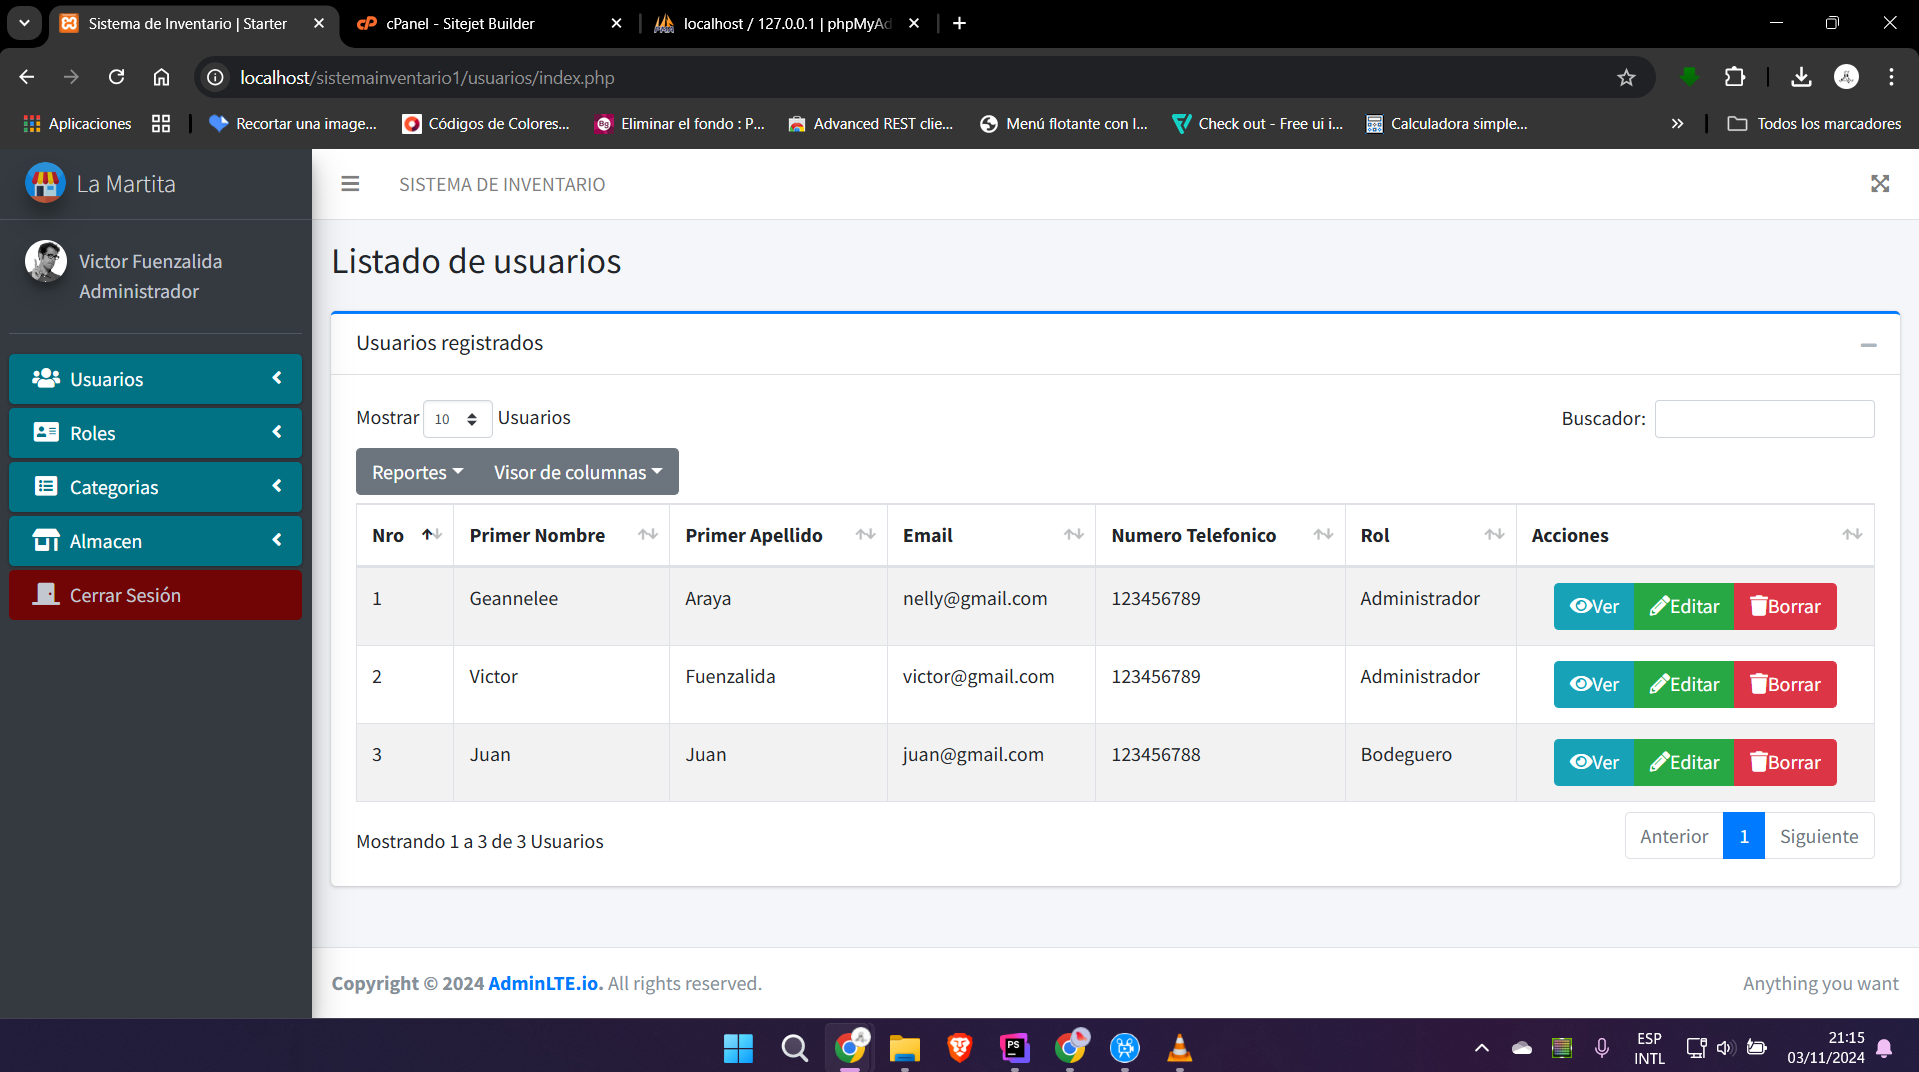 Sistema de Inventario | Starter
cPanel - Sitejet Builder
localhost / 127.0.0.1 | phpMyAd
localhost/sistemainventario1/usuarios/index.php
Aplicaciones
Recortar una image...
Códigos de Colores...
Eliminar el fondo : P...
Advanced REST clie...
Menú flotante con l...
Check out - Free ui i...
Calculadora simple...
Todos los marcadores
La Martita
SISTEMA DE INVENTARIO
Victor Fuenzalida
Administrador
Usuarios
Roles
Categorias
Almacen
Cerrar Sesión
Listado de usuarios
Usuarios registrados
Mostrar 10 Usuarios
Buscador:
Reportes Visor de columnas
Nro Primer Nombre Primer Apellido Email Numero Telefonico Rol Acciones
1 Geannelee Araya nelly@gmail.com 123456789 Administrador Ver Editar Borrar
2 Victor Fuenzalida victor@gmail.com 123456789 Administrador Ver Editar Borrar
3 Juan Juan juan@gmail.com 123456788 Bodeguero Ver Editar Borrar
Mostrando 1 a 3 de 3 Usuarios
Anterior 1 Siguiente
Copyright © 2024 AdminLTE.io. All rights reserved.
Anything you want
PS
ESP
INTL
21:15
03/11/2024